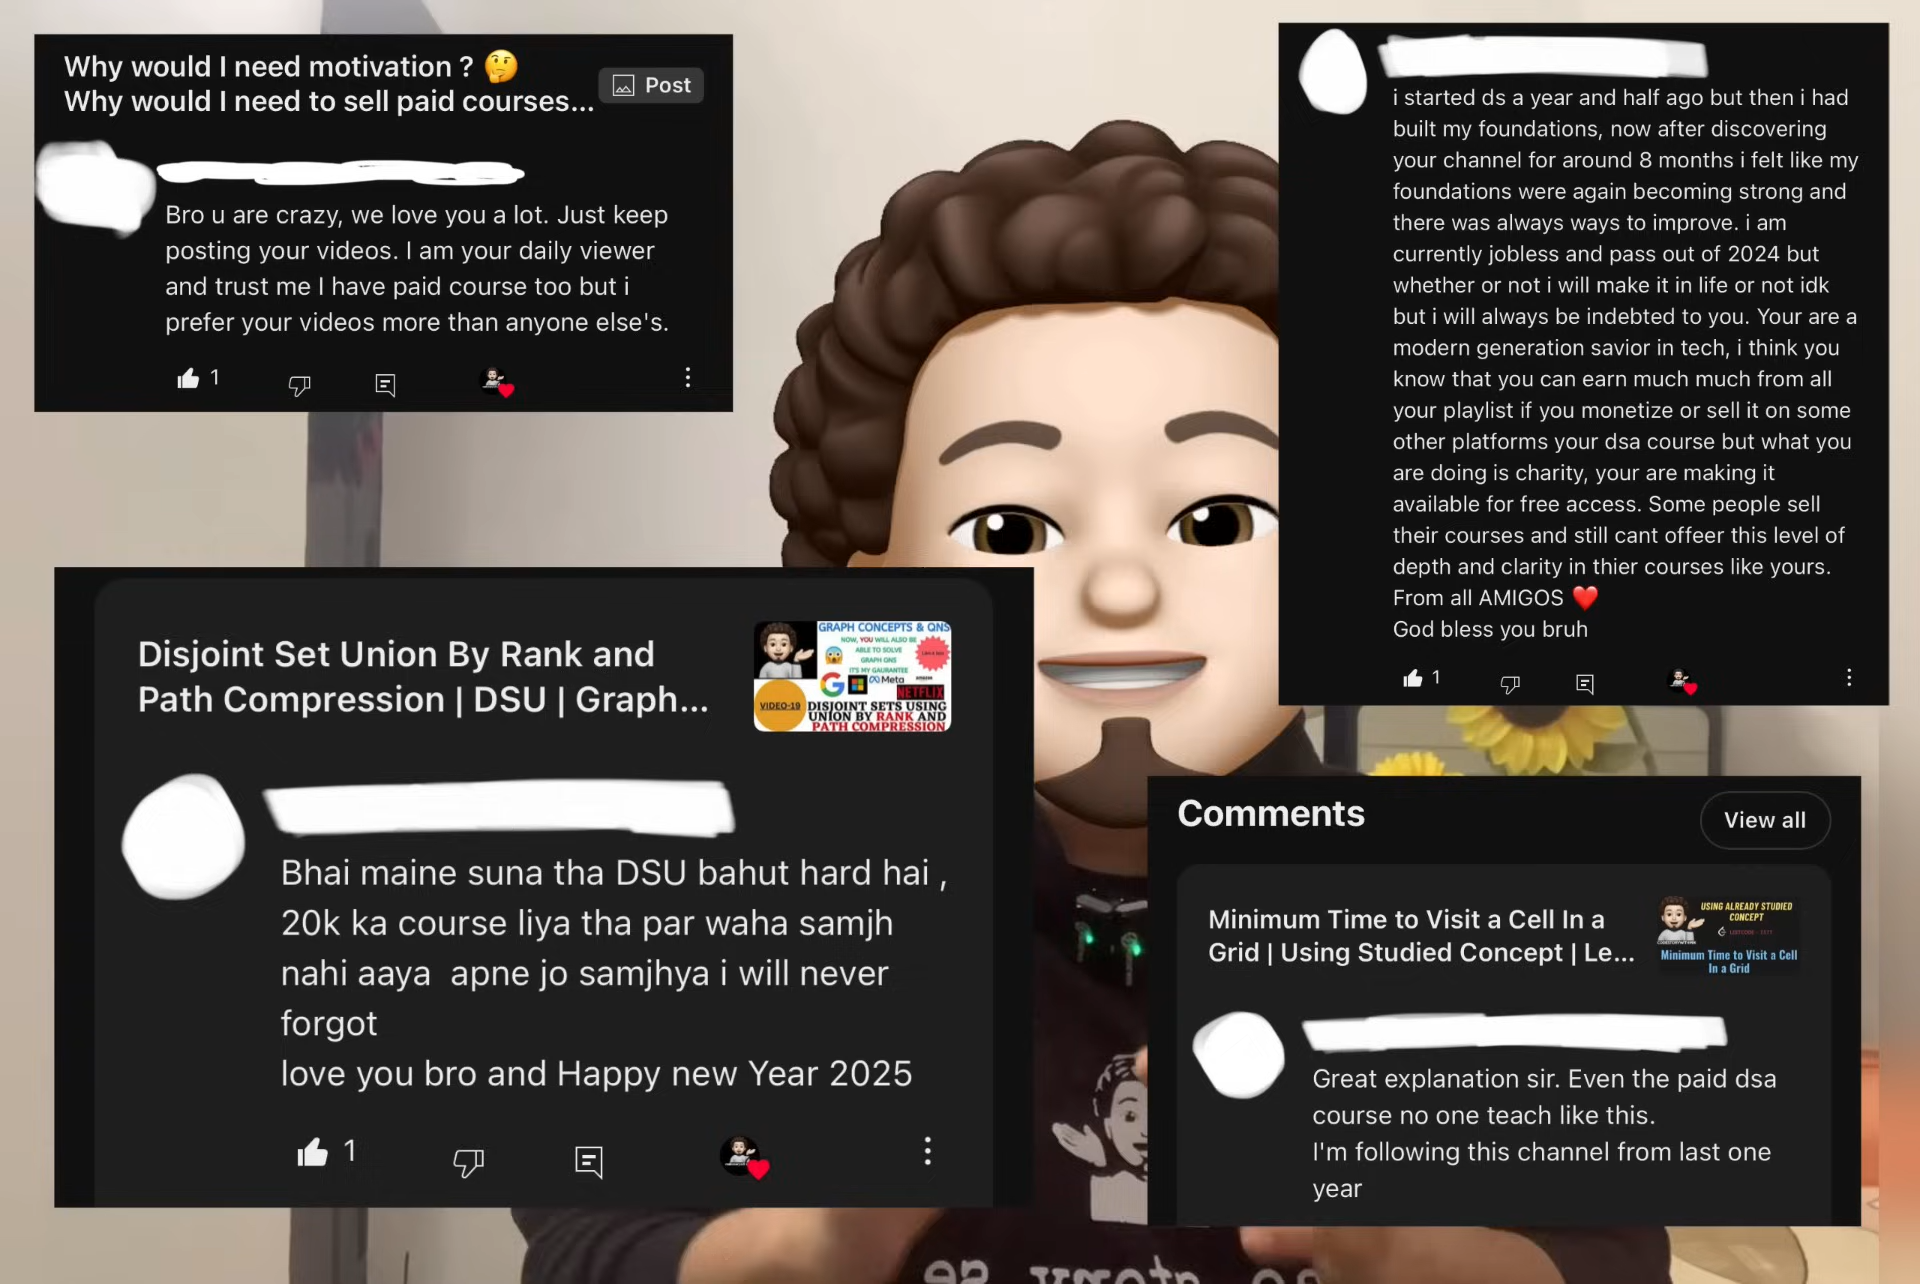 Why would I need motivation ? 🤔
Why would I need to sell paid courses...
Post
Bro u are crazy, we love you a lot. Just keep
posting your videos. I am your daily viewer
and trust me I have paid course too but i
prefer your videos more than anyone else's.
1
i started ds a year and half ago but then i had
built my foundations, now after discovering
your channel for around 8 months i felt like my
foundations were again becoming strong and
there was always ways to improve. i am
currently jobless and pass out of 2024 but
whether or not i will make it in life or not idk
but i will always be indebted to you. Your are a
modern generation savior in tech, i think you
know that you can earn much much from all
your playlist if you monetize or sell it on some
other platforms your dsa course but what you
are doing is charity, your are making it
available for free access. Some people sell
their courses and still cant offeer this level of
depth and clarity in thier courses like yours.
From all AMIGOS ❤️
God bless you bruh
1
Disjoint Set Union By Rank and
Path Compression | DSU | Graph...
GRAPH CONCEPTS & QNS
NOW, YOU WILL ALSO BE
ABLE TO SOLVE
GRAPH QNS
IT'S MY GAURANTEE
Meta
NETFLIX
VIDEO-19
DISJOINT SETS USING
UNION BY RANK AND
PATH COMPRESSION
Bhai maine suna tha DSU bahut hard hai ,
20k ka course liya tha par waha samjh
nahi aaya apne jo samjhya i will never
forgot
love you bro and Happy new Year 2025
1
Comments
View all
Minimum Time to Visit a Cell In a
Grid | Using Studied Concept | Le...
USING ALREADY STUDIED
CONCEPT
Minimum Time to Visit a Cell
In a Grid
Great explanation sir. Even the paid dsa
course no one teach like this.
I'm following this channel from last one
year